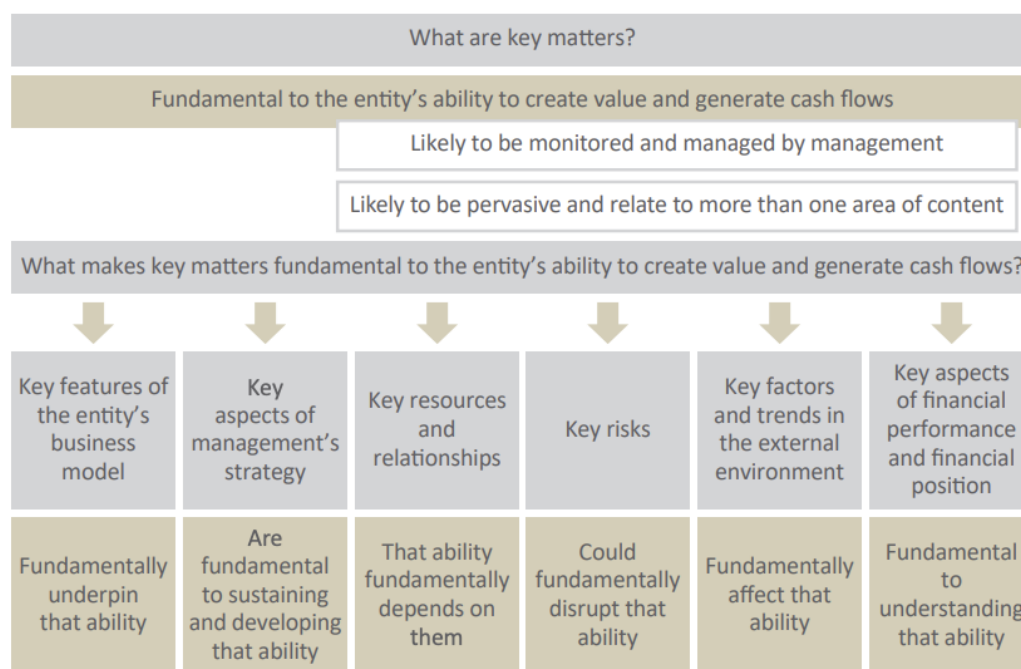 What are key matters?
Fundamental to the entity's ability to create value and generate cash flows
Likely to be monitored and managed by management
Likely to be pervasive and relate to more than one area of content
What makes key matters fundamental to the entity's ability to create value and generate cash flows?
Key features of
the entity's
business
model
Key
aspects of
management's
strategy
Key resources
and
relationships
Key risks
Key factors
and trends in
the external
environment
Key aspects
of financial
performance
and financial
position
Fundamentally
underpin
that ability
Are
fundamental
to sustaining
and developing
that ability
That ability
fundamentally
depends on
them
Could
fundamentally
disrupt that
ability
Fundamentally
affect that
ability
Fundamental
to
understanding
that ability